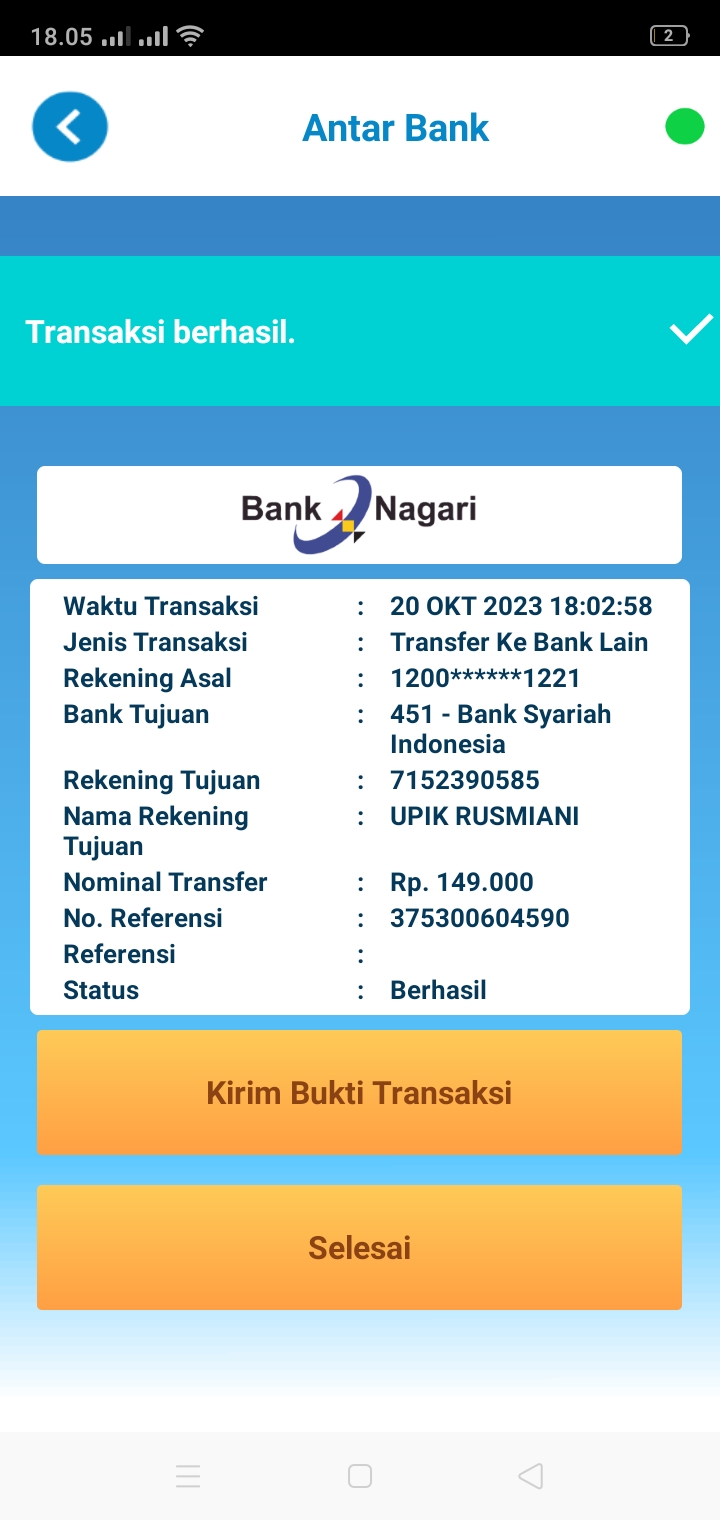 18.05
2
Antar Bank
Transaksi berhasil.
Bank Nagari
Waktu Transaksi : 20 OKT 2023 18:02:58
Jenis Transaksi : Transfer Ke Bank Lain
Rekening Asal : 1200******1221
Bank Tujuan : 451 - Bank Syariah
Indonesia
Rekening Tujuan : 7152390585
Nama Rekening : UPIK RUSMIANI
Tujuan
Nominal Transfer : Rp. 149.000
No. Referensi : 375300604590
Referensi :
Status : Berhasil
Kirim Bukti Transaksi
Selesai